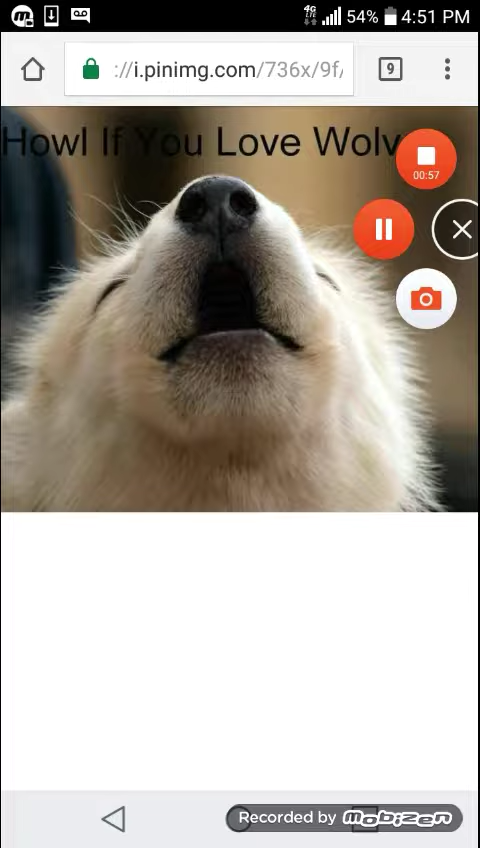 54% 4:51 PM
://i.pinimg.com/736x/9f/
9
Howl If You Love Wolv
00:57
Recorded by Mobizen